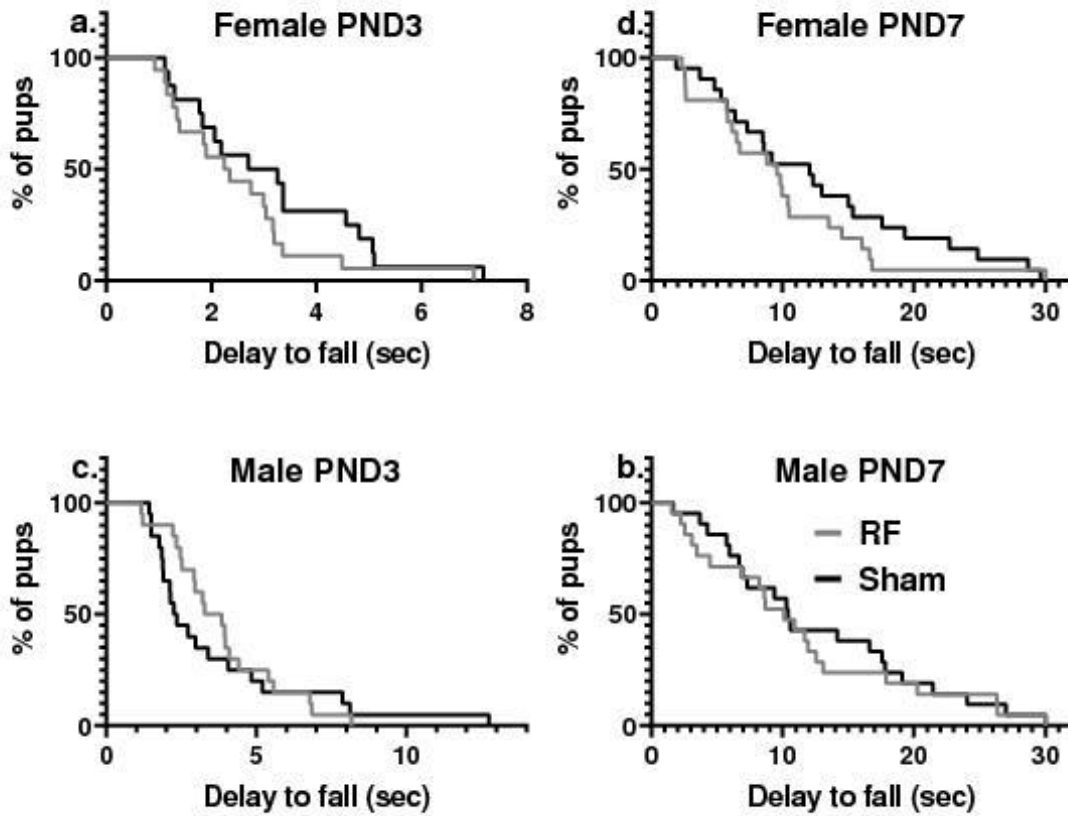 a. Female PND3
% of pups
100
50
0
0 2 4 6 8
Delay to fall (sec)
d. Female PND7
% of pups
100
50
0
0 10 20 30
Delay to fall (sec)
c. Male PND3
% of pups
100
50
0
0 5 10
Delay to fall (sec)
b. Male PND7
% of pups
100
50
0
0 10 20 30
Delay to fall (sec)
RF
Sham